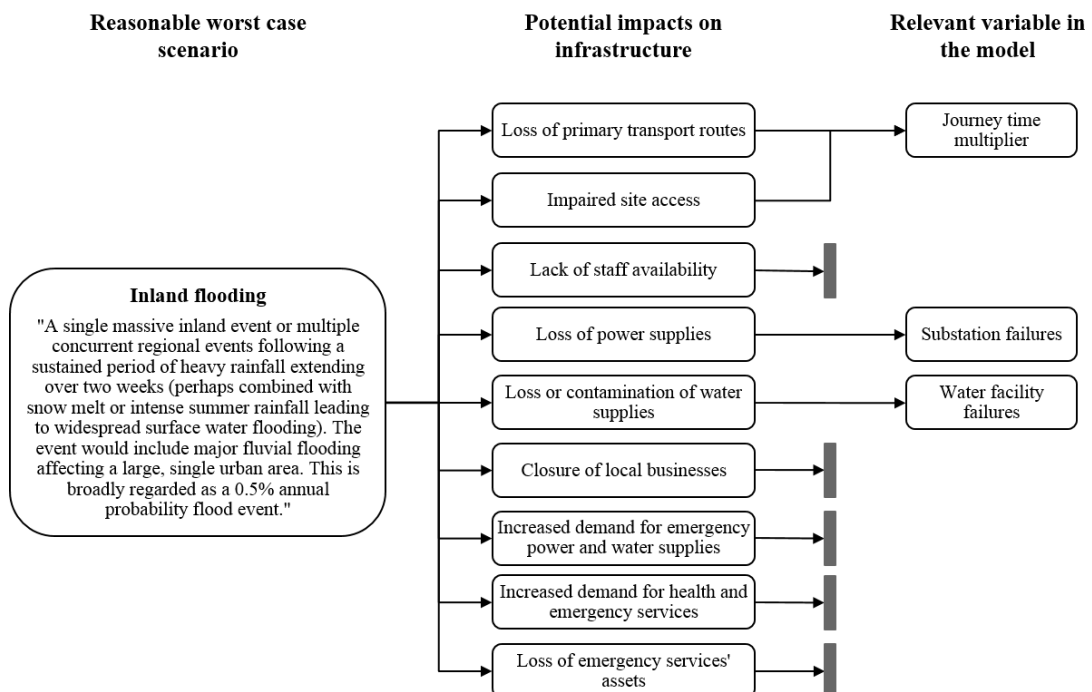 Reasonable worst case
scenario
Potential impacts on
infrastructure
Relevant variable in
the model
Inland flooding
"A single massive inland event or multiple
concurrent regional events following a
sustained period of heavy rainfall extending
over two weeks (perhaps combined with
snow melt or intense summer rainfall leading
to widespread surface water flooding). The
event would include major fluvial flooding
affecting a large, single urban area. This is
broadly regarded as a 0.5% annual
probability flood event."
Loss of primary transport routes
Impaired site access
Lack of staff availability
Loss of power supplies
Loss or contamination of water
supplies
Closure of local businesses
Increased demand for emergency
power and water supplies
Increased demand for health and
emergency services
Loss of emergency services'
assets
Journey time
multiplier
Substation failures
Water facility
failures